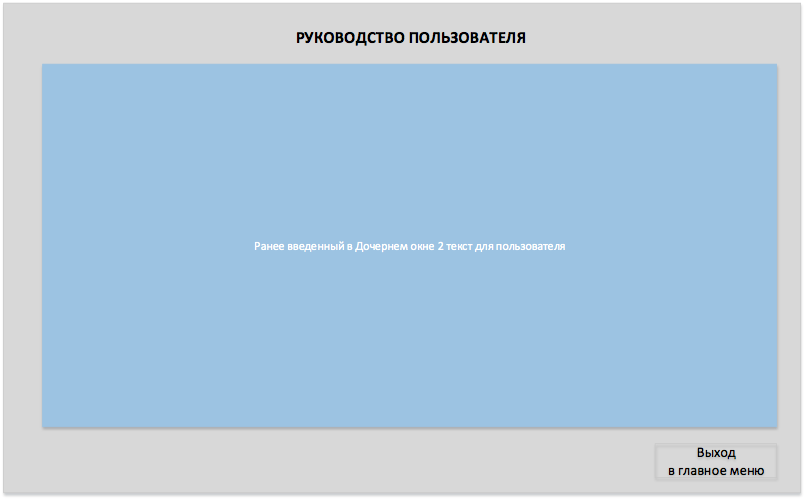 РУКОВОДСТВО ПОЛЬЗОВАТЕЛЯ
Ранее введенный в Дочернем окне 2 текст для пользователя
Выход
в главное меню